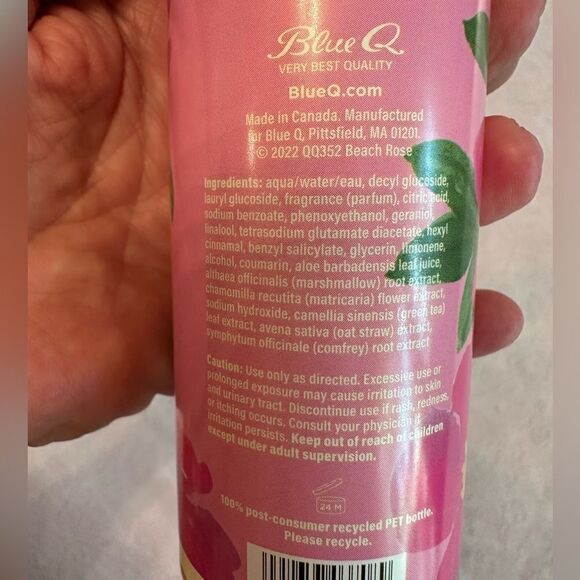 Blue Q
VERY BEST QUALITY
BlueQ.com
Made in Canada. Manufactured
for Blue Q, Pittsfield, MA 01201.
© 2022 QQ352 Beach Rose
Ingredients: aqua/water/eau, decyl glucoside,
lauryl glucoside, fragrance (parfum), citric acid,
sodium benzoate, phenoxyethanol, geraniol,
linalool, tetrasodium glutamate diacetate, hexyl
cinnamal, benzyl salicylate, glycerin, limonene,
alcohol, coumarin, aloe barbadensis leaf juice,
althaea officinalis (marshmallow) root extract,
chamomilla recutita (matricaria) flower extract,
sodium hydroxide, camellia sinensis (green tea)
leaf extract, avena sativa (oat straw) extract,
symphytum officinale (comfrey) root extract
Caution: Use only as directed. Excessive use or
prolonged exposure may cause irritation to skin
and urinary tract. Discontinue use if rash, redness,
or itching occurs. Consult your physician if
irritation persists. Keep out of reach of children
except under adult supervision.
24 M
100% post-consumer recycled PET bottle.
Please recycle.